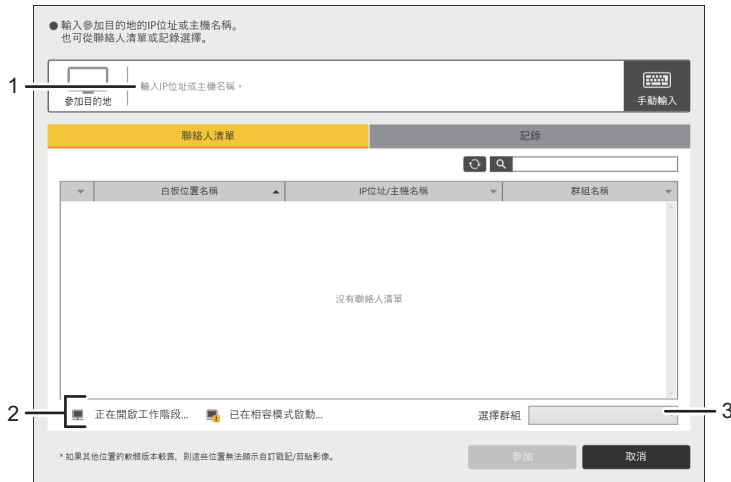 ● 輸入參加目的地的IP位址或主機名稱。
也可從聯絡人清單或記錄選擇。
1
輸入IP位址或主機名稱。
參加目的地
手動輸入
聯絡人清單
記錄
白板位置名稱
IP位址/主機名稱
群組名稱
沒有聯絡人清單
2
正在開啟工作階段...
已在相容模式啟動...
選擇群組
3
* 如果其他位置的軟體版本較舊，則這些位置無法顯示自訂戳記/剪貼影像。
參加
取消